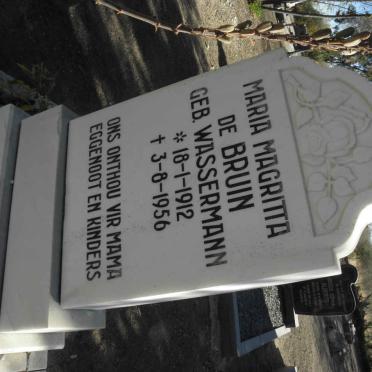 MARIA MAGRITTA
DE BRUIN
GEB. WASSERMANN
* 18-1-1912
✝ 3-8-1956
ONS ONTHOU VIR MAMA
EGGENOOT EN KINDERS